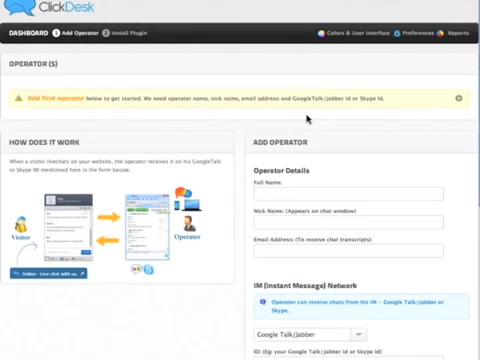 ClickDesk
DASHBOARD 1 Add Operator 2 Install Plugin Colors & User Interface Preferences Reports
OPERATOR (S)
Add first operator below to get started. We need operator name, nick name, email address and GoogleTalk/Jabber Id or Skype Id.
HOW DOES IT WORK
When a visitor livechats on your website, the operator receives it on his GoogleTalk
or Skype IM mentioned here in the form beside.
Visitor
Operator
Online - Live chat with us.
ADD OPERATOR
Operator Details
Full Name:
Nick Name: (Appears on chat window)
Email Address: (To receive chat transcripts)
IM (Instant Message) Network
Operator can receive chats from his IM - Google Talk/Jabber or
Skype.
Google Talk/Jabber
ID: (Eg your Google Talk/Jabber Id or Skype Id)